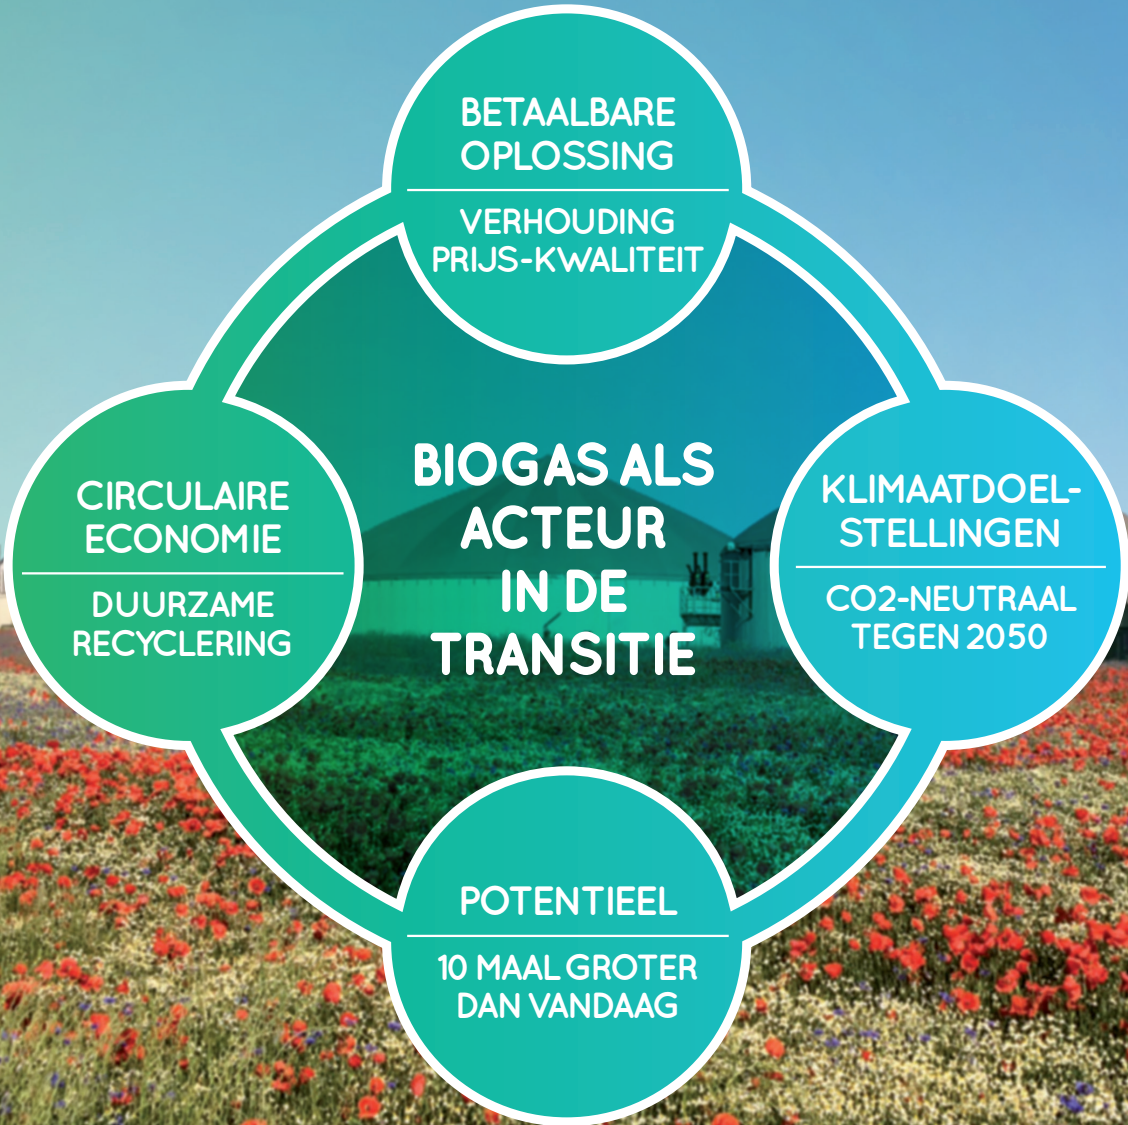 BETAALBARE
OPLOSSING
VERHOUDING
PRIJS-KWALITEIT
CIRCULAIRE
ECONOMIE
DUURZAME
RECYCLERING
BIOGAS ALS
ACTEUR
IN DE
TRANSITIE
KLIMAATDOEL-
STELLINGEN
CO2-NEUTRAAL
TEGEN 2050
POTENTIEEL
10 MAAL GROTER
DAN VANDAAG